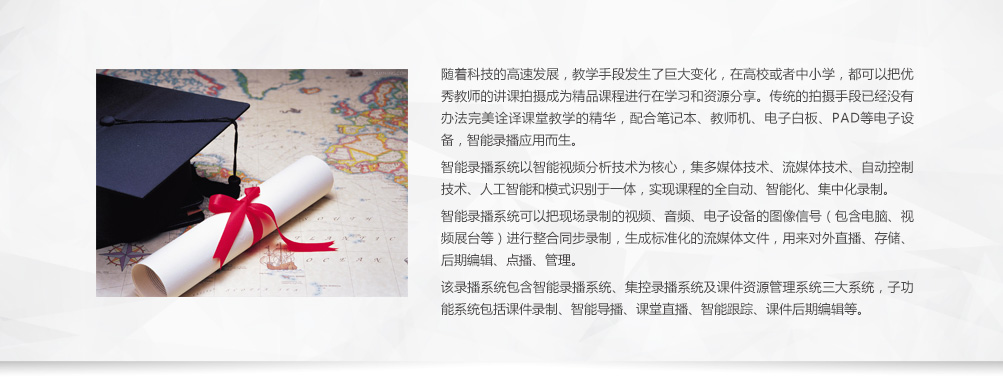 随着科技的高速发展，教学手段发生了巨大变化，在高校或者中小学，都可以把优
秀教师的讲课拍摄成为精品课程进行在学习和资源分享。传统的拍摄手段已经没有
办法完美诠译课堂教学的精华，配合笔记本、教师机、电子白板、PAD等电子设
备，智能录播应用而生。
智能录播系统以智能视频分析技术为核心，集多媒体技术、流媒体技术、自动控制
技术、人工智能和模式识别于一体，实现课程的全自动、智能化、集中化录制。
智能录播系统可以把现场录制的视频、音频、电子设备的图像信号（包含电脑、视
频展台等）进行整合同步录制，生成标准化的流媒体文件，用来对外直播、存储、
后期编辑、点播、管理。
该录播系统包含智能录播系统、集控录播系统及课件资源管理系统三大系统，子功
能系统包括课件录制、智能导播、课堂直播、智能跟踪、课件后期编辑等。